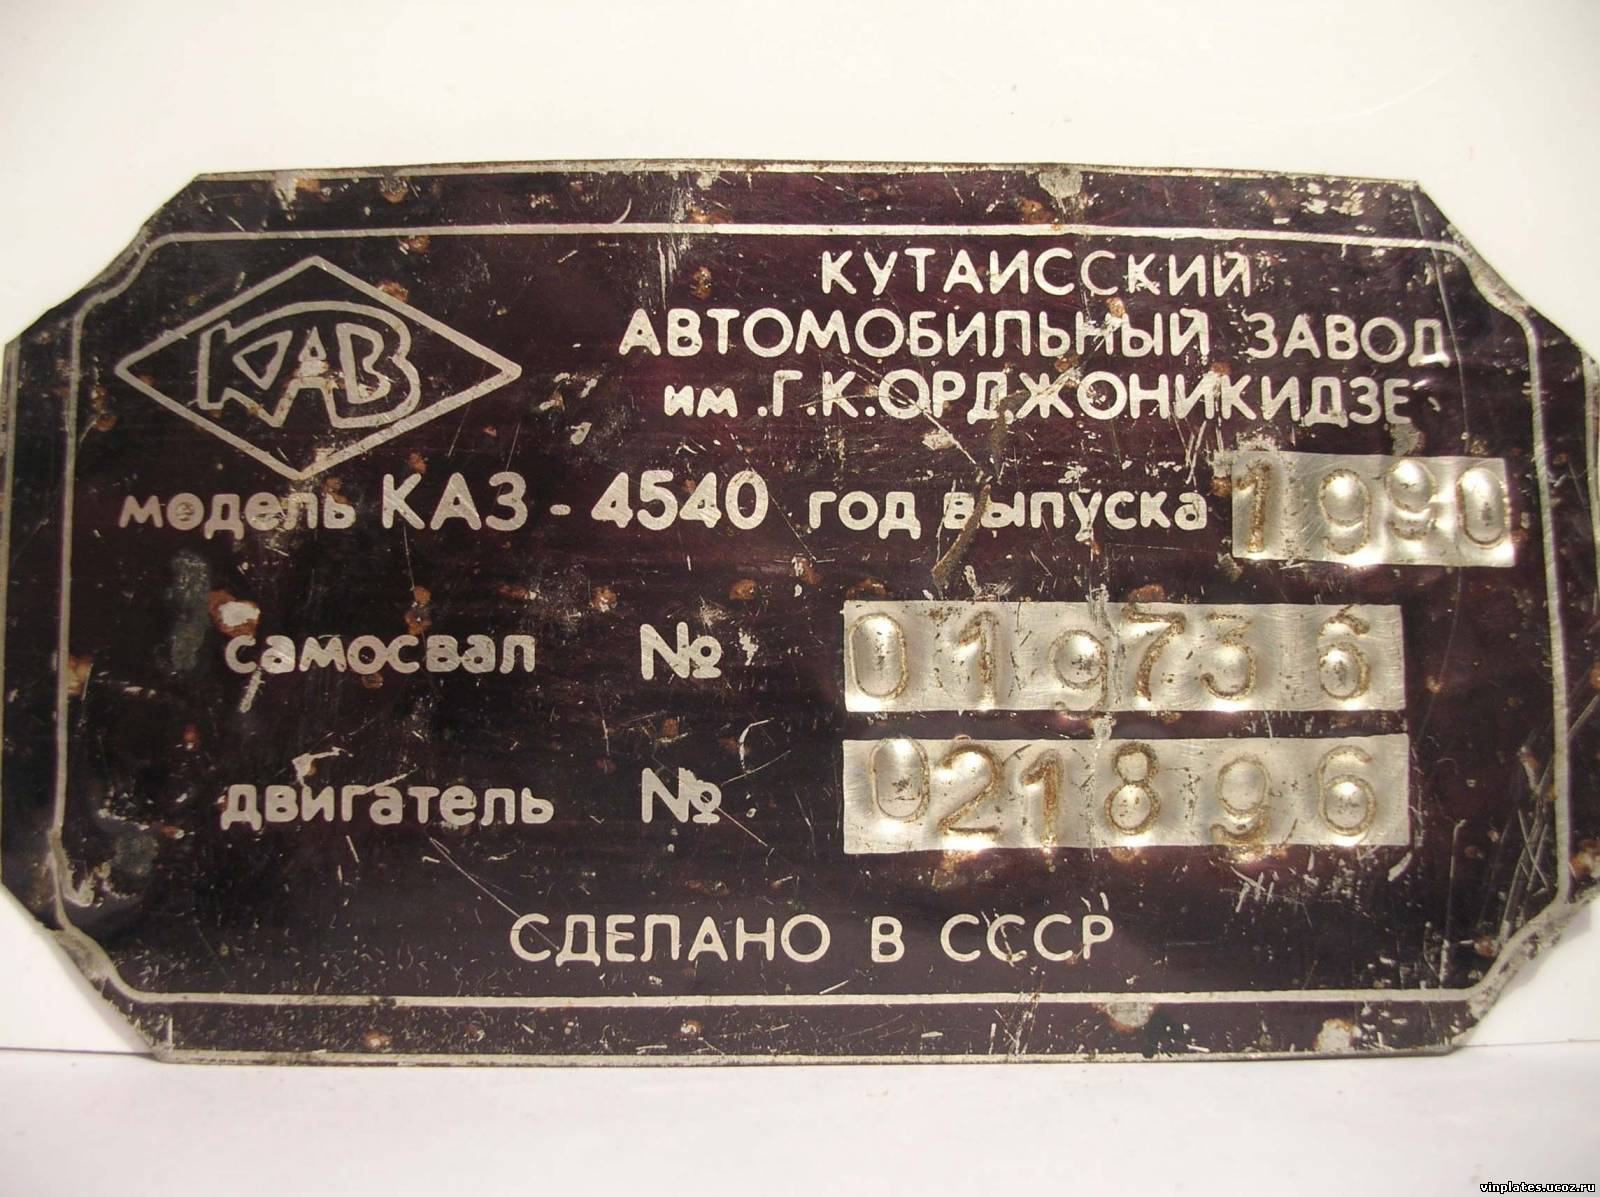 КАЗ
КУТАИССКИЙ
АВТОМОБИЛЬНЫЙ ЗАВОД
им.Г.К.ОРДЖОНИКИДЗЕ
модель КАЗ-4540 год выпуска 1990
самосвал № 019736
двигатель № 021896
СДЕЛАНО В СССР
vinplates.ucoz.ru